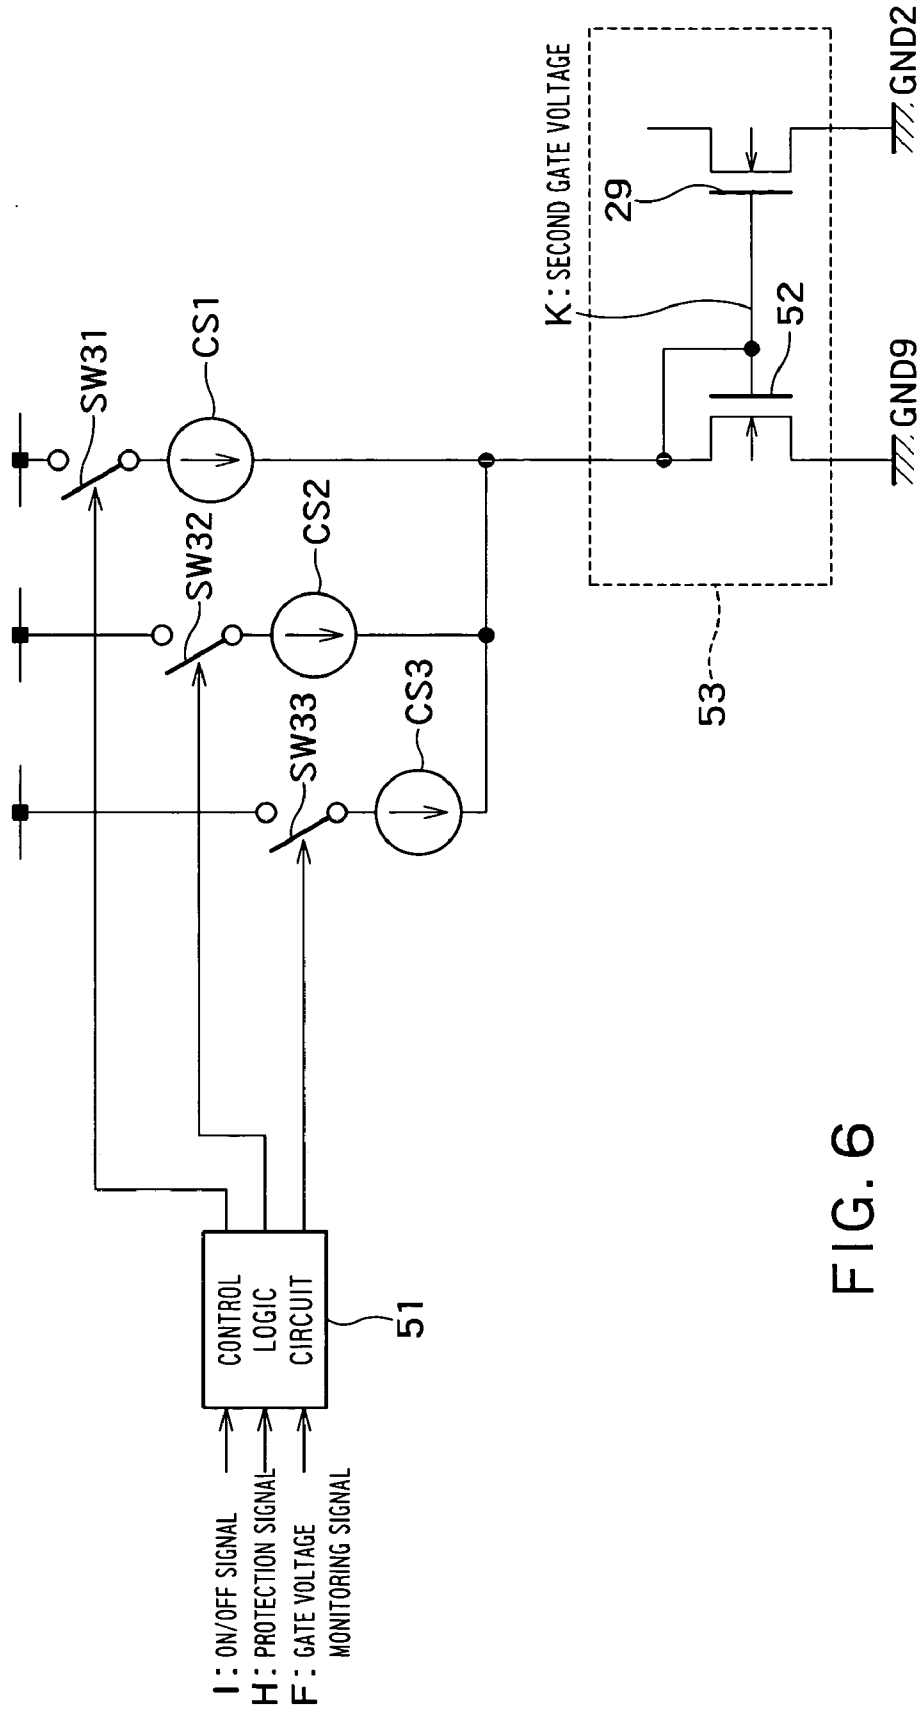 I : ON/OFF SIGNAL
H : PROTECTION SIGNAL
F : GATE VOLTAGE
MONITORING SIGNAL
CONTROL
LOGIC
CIRCUIT
51
SW31
CS1
SW32
CS2
SW33
CS3
K : SECOND GATE VOLTAGE
29
52
53
GND9
GND2
FIG. 6